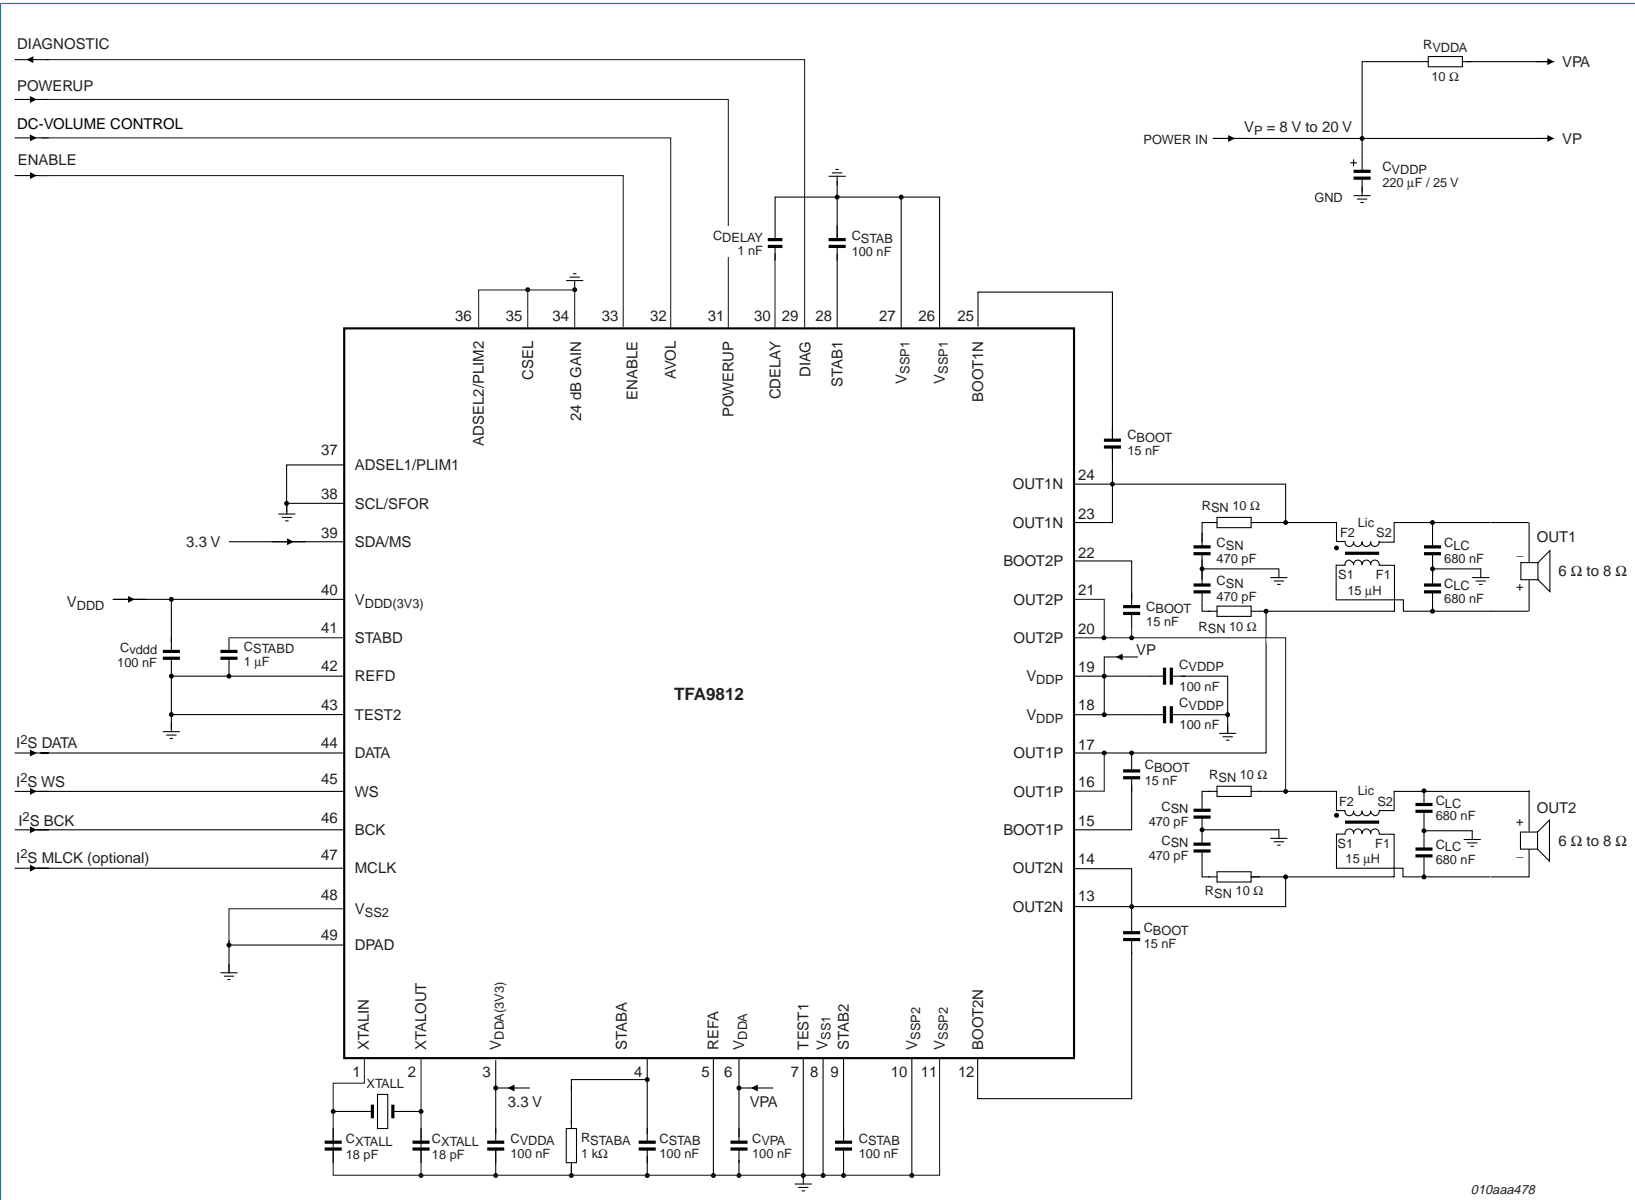 DIAGNOSTIC
POWERUP
DC-VOLUME CONTROL
ENABLE
RVDDA
10 Ω
VPA
POWER IN
VP = 8 V to 20 V
VP
+
CVDDP
220 μF / 25 V
GND
CDELAY
1 nF
CSTAB
100 nF
36
35
34
33
32
31
30
29
28
27
26
25
ADSEL2/PLIM2
CSEL
24 dB GAIN
ENABLE
AVOL
POWERUP
CDELAY
DIAG
STAB1
VSSP1
VSSP1
BOOT1N
37
ADSEL1/PLIM1
38
SCL/SFOR
3.3 V
39
SDA/MS
VDDD
40
VDDD(3V3)
41
STABD
Cvddd
100 nF
CSTABD
1 μF
42
REFD
43
TEST2
I2S DATA
44
DATA
I2S WS
45
WS
I2S BCK
46
BCK
I2S MLCK (optional)
47
MCLK
48
VSS2
49
DPAD
TFA9812
CBOOT
15 nF
OUT1N
24
OUT1N
23
BOOT2P
22
OUT2P
21
CBOOT
15 nF
OUT2P
20
VP
VDDP
19
CVDDP
100 nF
VDDP
18
CVDDP
100 nF
OUT1P
17
CBOOT
15 nF
OUT1P
16
BOOT1P
15
OUT2N
14
OUT2N
13
CBOOT
15 nF
RSN 10 Ω
CSN
470 pF
CSN
470 pF
RSN 10 Ω
Lic
F2
S2
S1
F1
15 μH
CLC
680 nF
CLC
680 nF
OUT1
−
+
6 Ω to 8 Ω
RSN 10 Ω
CSN
470 pF
CSN
470 pF
RSN 10 Ω
Lic
F2
S2
S1
F1
15 μH
CLC
680 nF
CLC
680 nF
OUT2
+
−
6 Ω to 8 Ω
XTALIN
XTALOUT
VDDA(3V3)
STABA
REFA
VDDA
TEST1
VSS1
STAB2
VSSP2
VSSP2
BOOT2N
1
2
3
4
5
6
7
8
9
10
11
12
XTALL
3.3 V
VPA
CXTALL
18 pF
CXTALL
18 pF
CVDDA
100 nF
RSTABA
1 kΩ
CSTAB
100 nF
CVPA
100 nF
CSTAB
100 nF
010aaa478